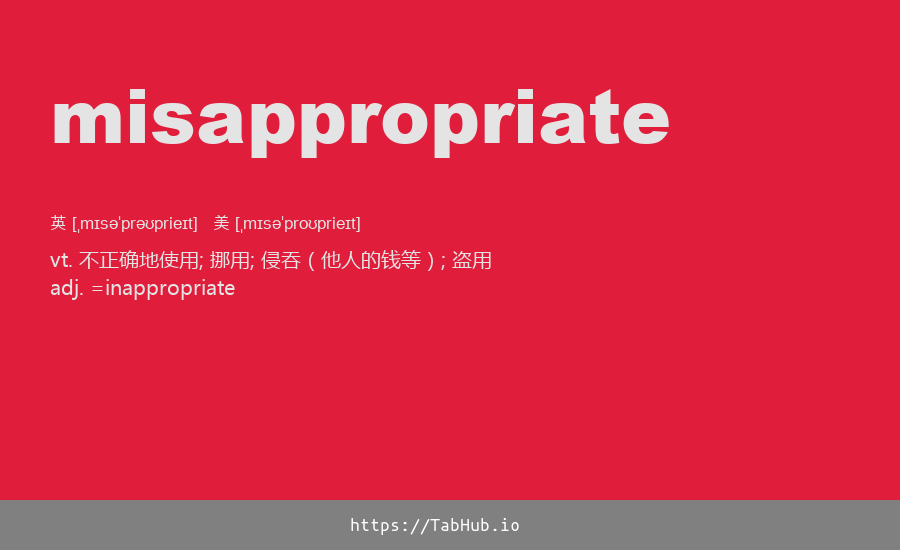 misappropriate
英 [ˌmɪsəˈprəʊprieɪt] 美 [ˌmɪsəˈproʊprieɪt]
vt. 不正确地使用; 挪用; 侵吞（他人的钱等）; 盗用
adj. =inappropriate
https://TabHub.io